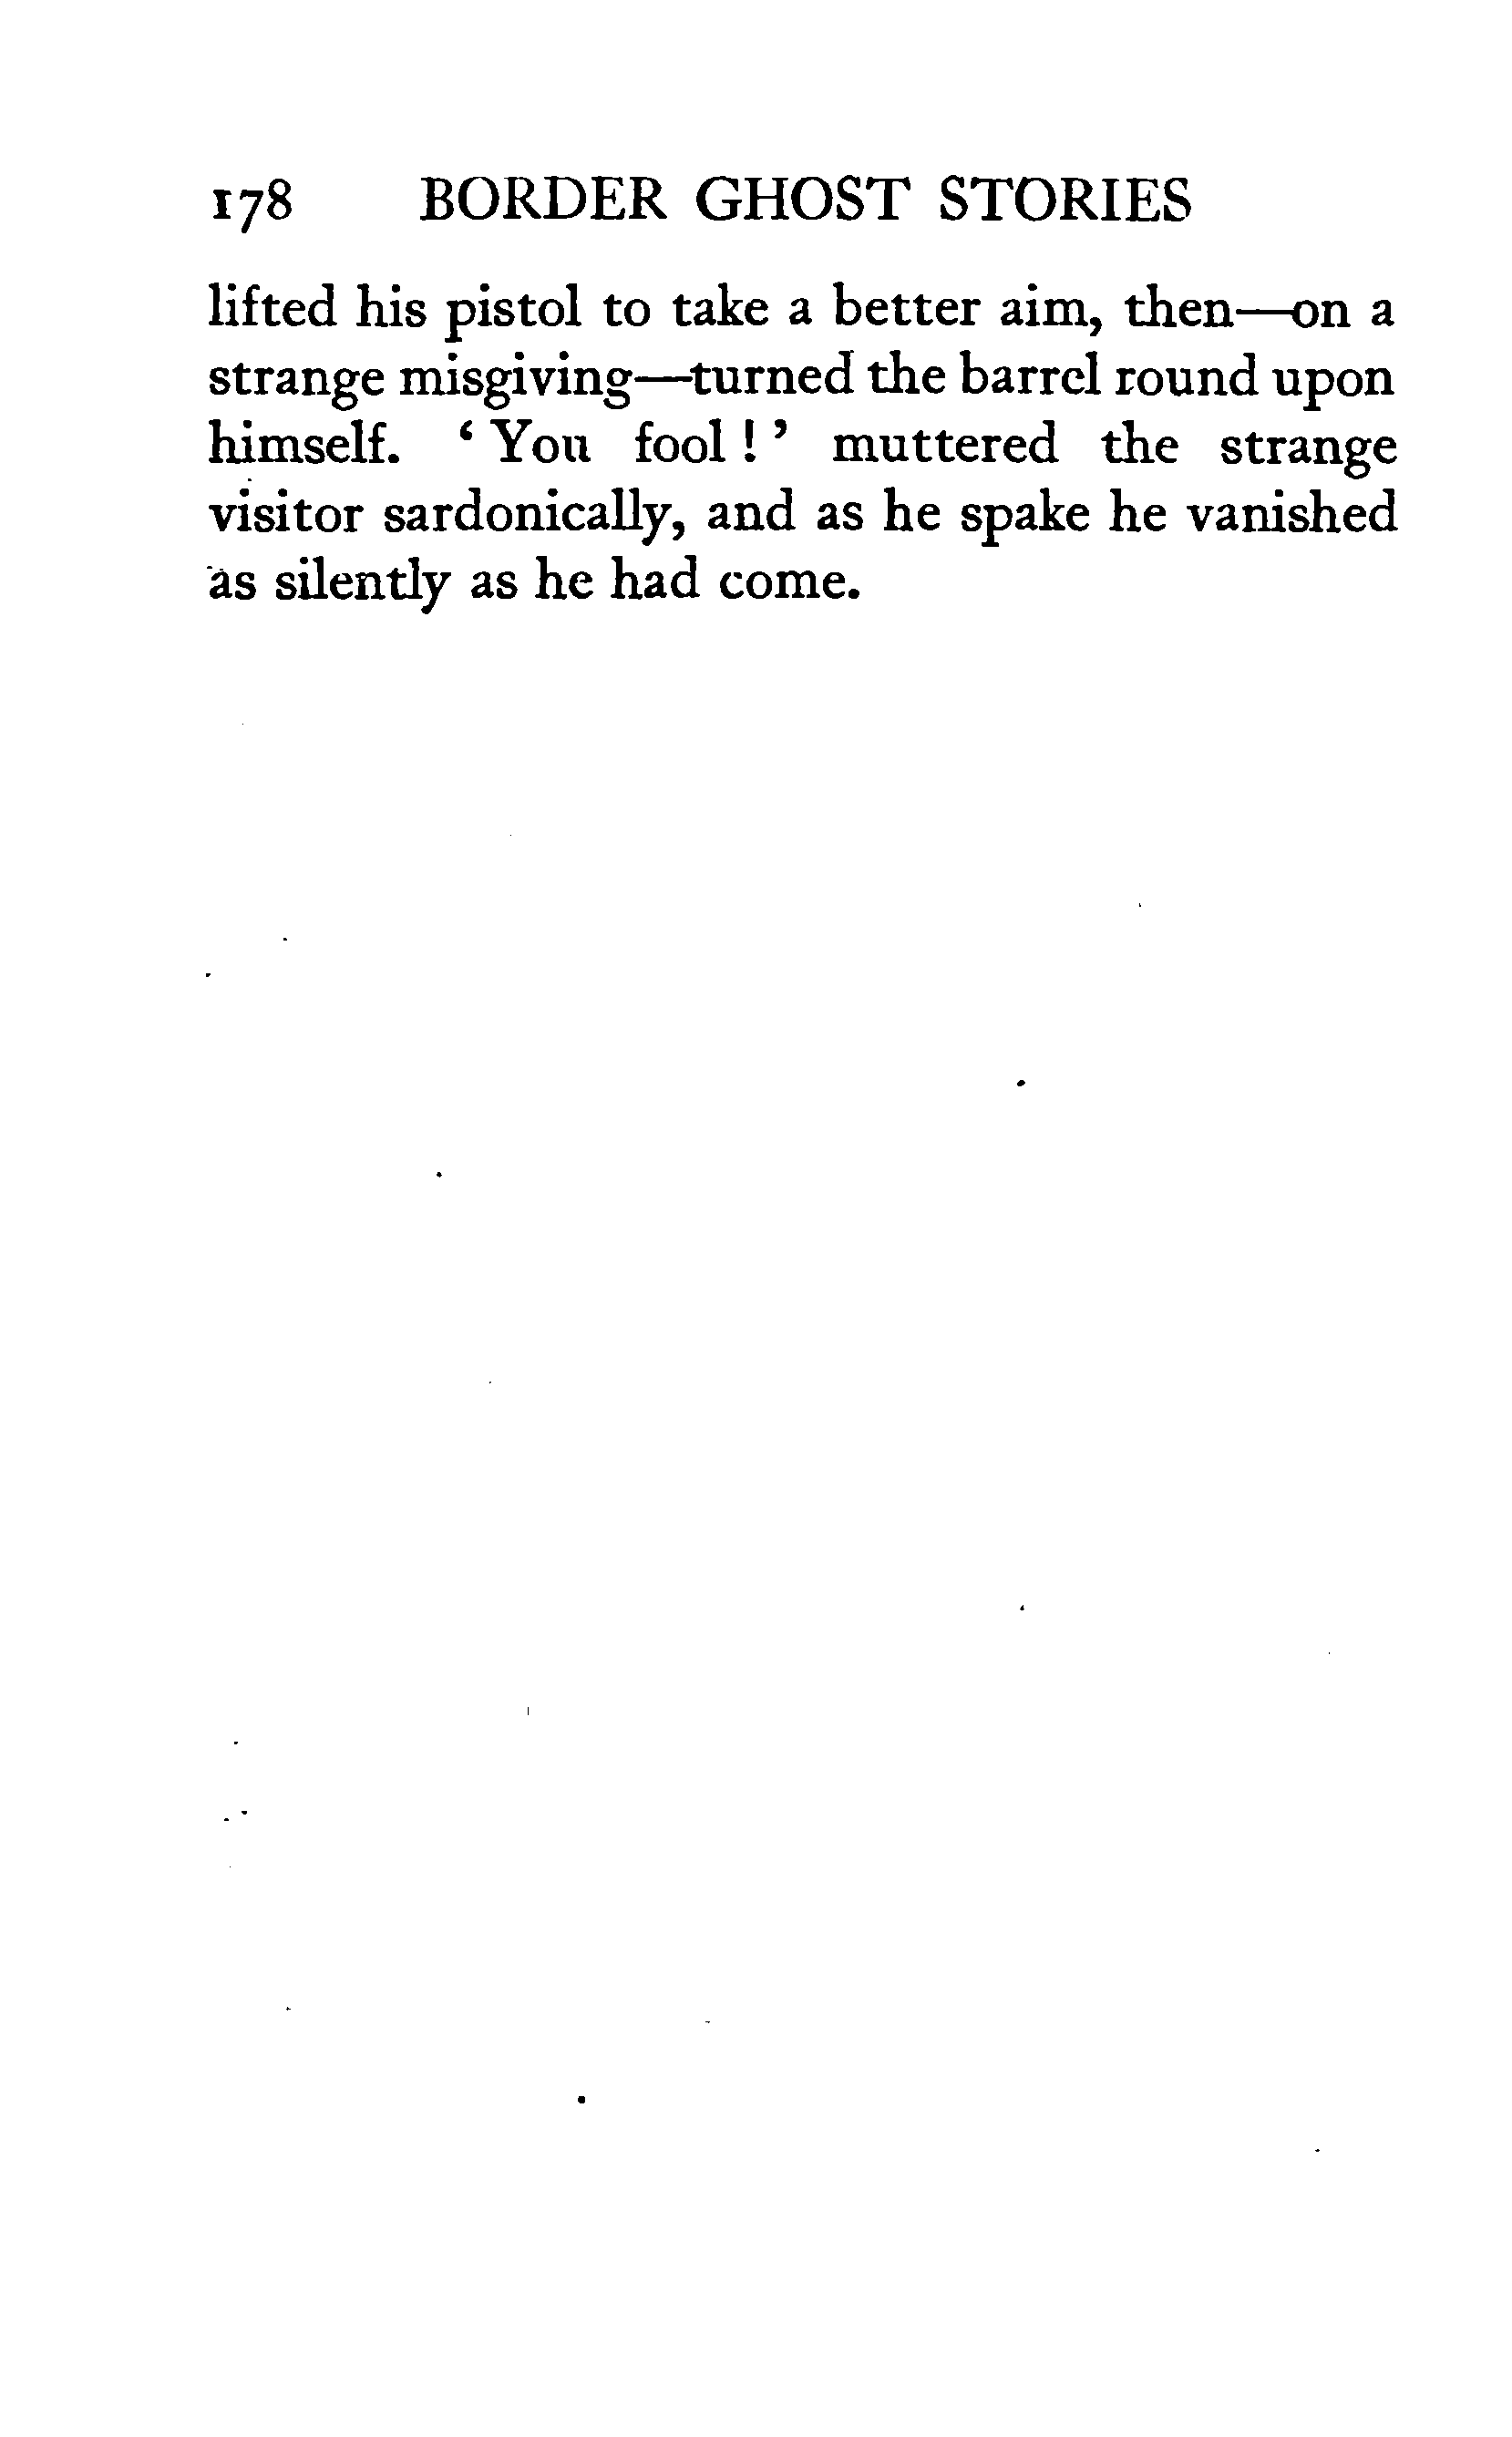 178 BORDER GHOST STORIES
lifted his pistol to take a better aim, then—on a
strange misgiving—turned the barrel round upon
himself. ‘ You fool ! ’ muttered the strange
visitor sardonically, and as he spake he vanished
as silently as he had come.